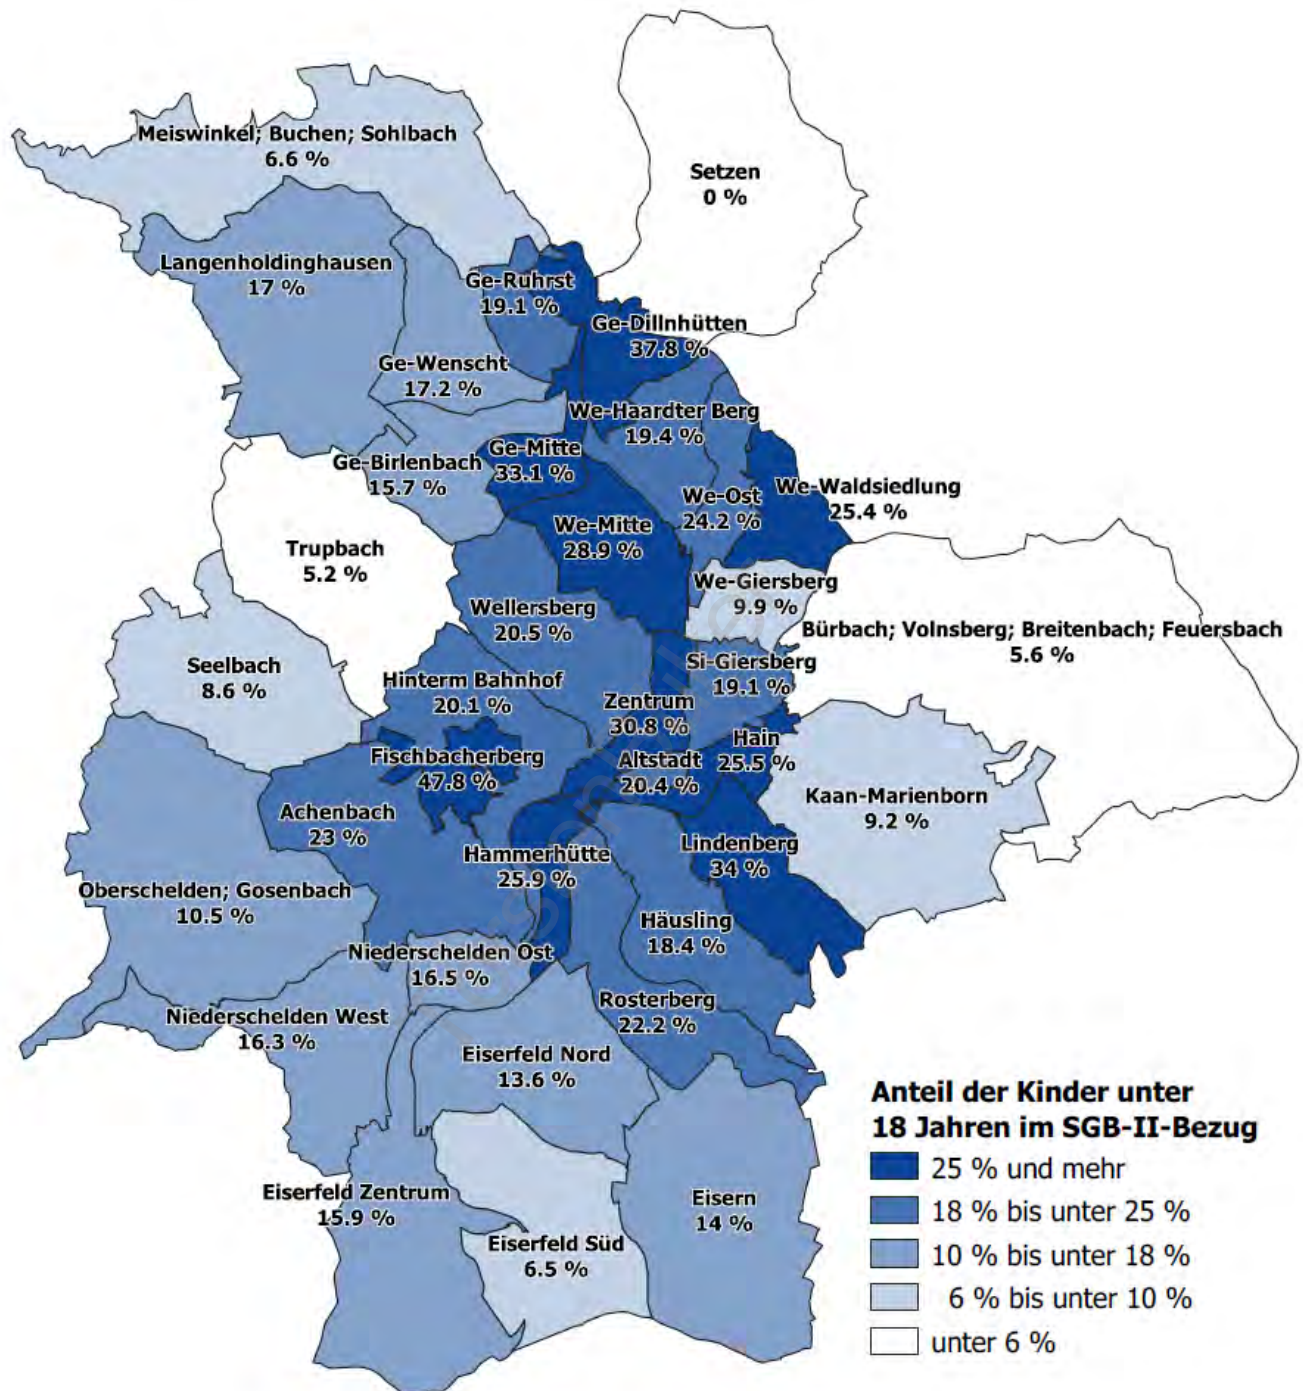 Meiswinkel; Buchen; Sohlbach
6.6 %
Setzen
0 %
Langenholdinghausen
17 %
Ge-Ruhrst
19.1 %
Ge-Dillnhütten
37.8 %
Ge-Wenscht
17.2 %
We-Haardter Berg
19.4 %
Ge-Mitte
33.1 %
Ge-Birlenbach
15.7 %
We-Ost
24.2 %
We-Waldsiedlung
25.4 %
We-Mitte
28.9 %
Trupbach
5.2 %
We-Giersberg
9.9 %
Wellersberg
20.5 %
Bürbach; Volnsberg; Breitenbach; Feuersbach
5.6 %
Seelbach
8.6 %
Si-Giersberg
19.1 %
Hinterm Bahnhof
20.1 %
Zentrum
30.8 %
Hain
25.5 %
Fischbacherberg
47.8 %
Altstadt
20.4 %
Kaan-Marienborn
9.2 %
Achenbach
23 %
Lindenberg
34 %
Hammerhütte
25.9 %
Oberschelden; Gosenbach
10.5 %
Häusling
18.4 %
Niederschelden Ost
16.5 %
Rosterberg
22.2 %
Niederschelden West
16.3 %
Eiserfeld Nord
13.6 %
Eiserfeld Zentrum
15.9 %
Eisern
14 %
Eiserfeld Süd
6.5 %
Anteil der Kinder unter
18 Jahren im SGB-II-Bezug
25 % und mehr
18 % bis unter 25 %
10 % bis unter 18 %
6 % bis unter 10 %
unter 6 %